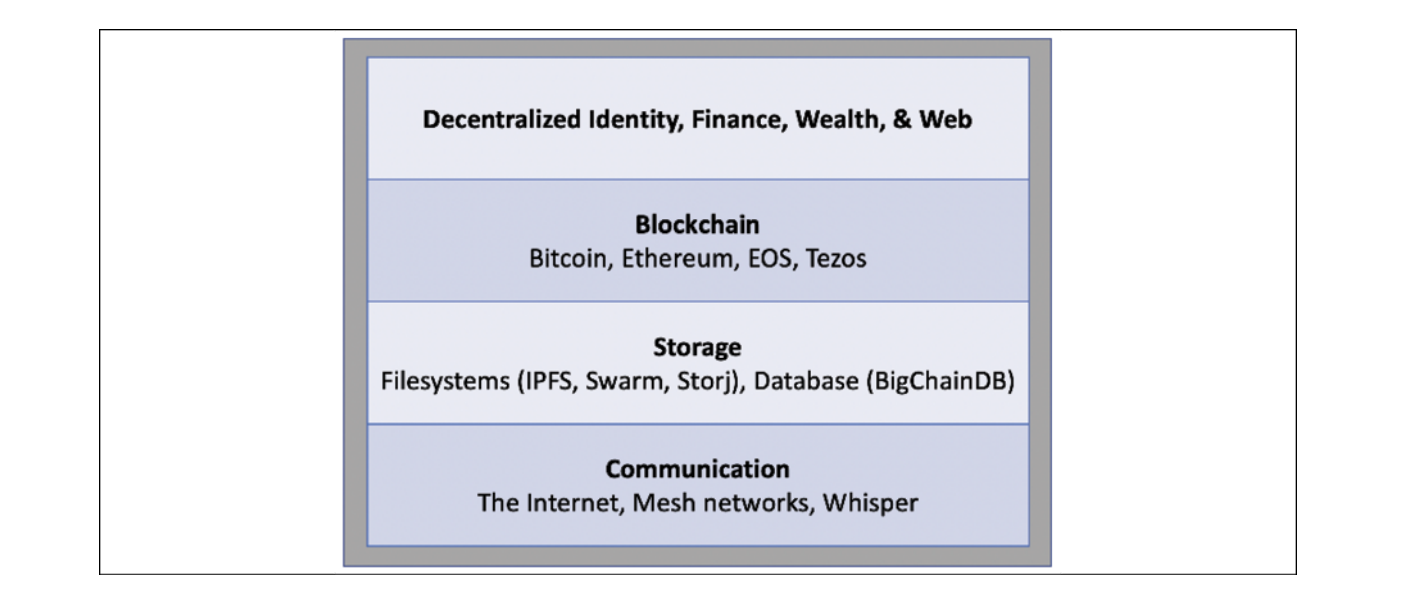 Decentralized Identity, Finance, Wealth, & Web
Blockchain
Bitcoin, Ethereum, EOS, Tezos
Storage
Filesystems (IPFS, Swarm, Storj), Database (BigChainDB)
Communication
The Internet, Mesh networks, Whisper